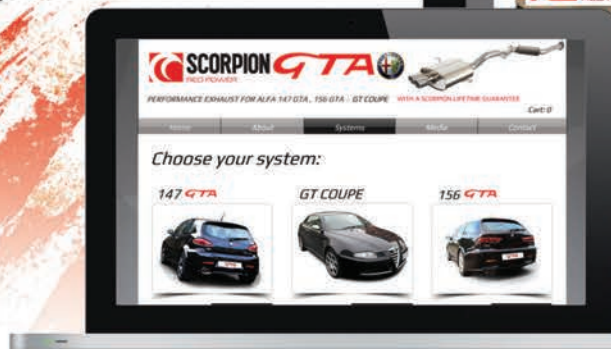 SCORPION GTA
RED POWER
PERFORMANCE EXHAUST FOR ALFA 147 GTA , 156 GTA & GT COUPE WITH A SCORPION LIFETIME GUARANTEE
Cart: 0
Home About Systems Media Contact
Choose your system:
147 GTA GT COUPE 156 GTA